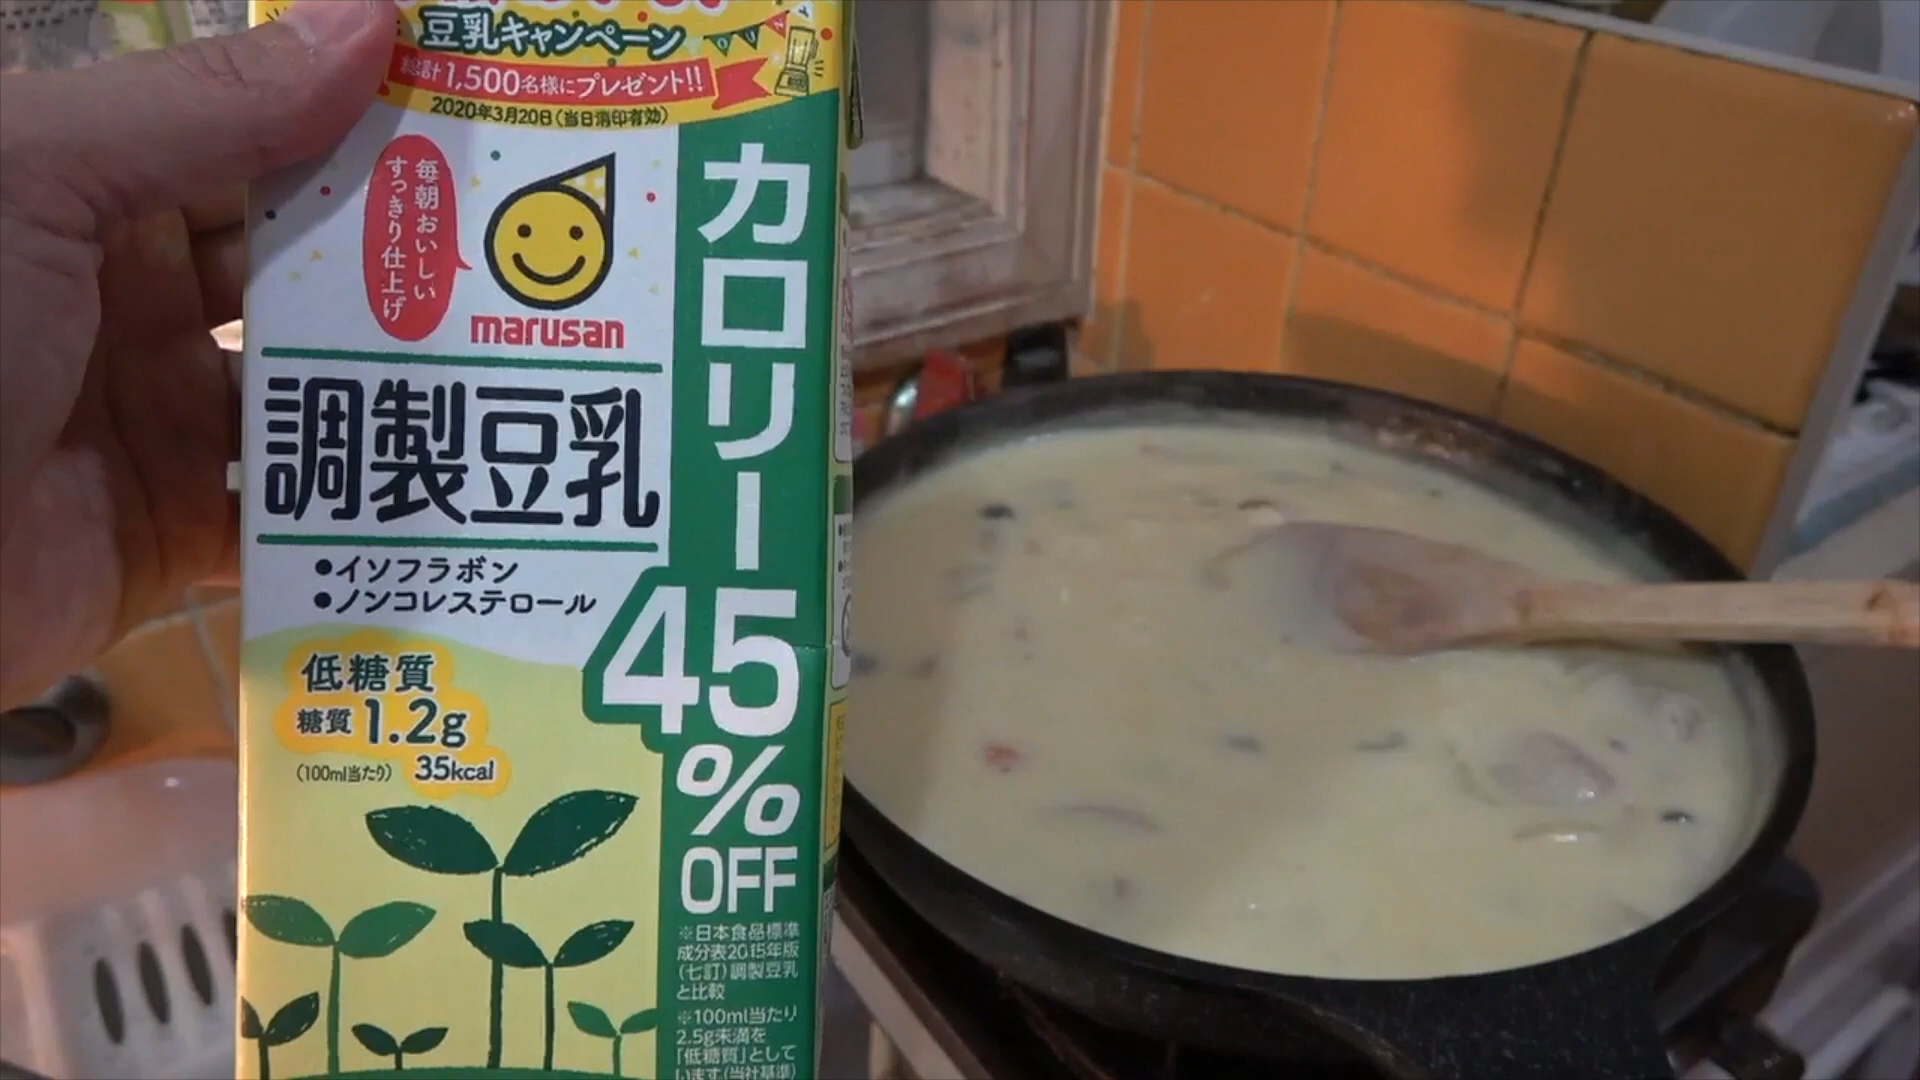 豆乳キャンペーン
総計1,500名様にプレゼント!!
2020年3月20日(当日消印有効)
毎朝おいしい
すっきり仕上げ
marusan
カロリー
45
%
OFF
調製豆乳
●イソフラボン
●ノンコレステロール
低糖質
糖質1.2g
(100ml当たり) 35kcal
※日本食品標準
成分表2015年版
(七訂)調製豆乳
と比較
※100ml当たり
2.5g未満を
「低糖質」として
います(当社基準)